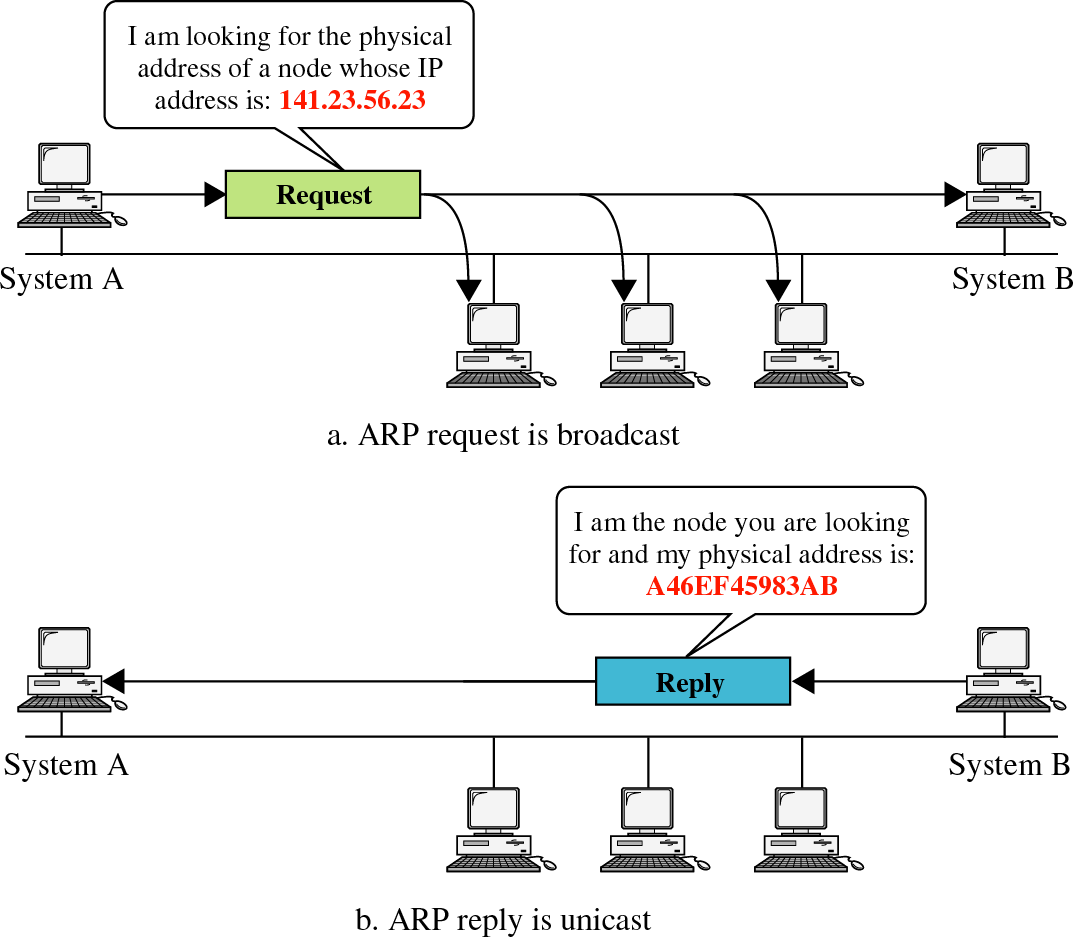 I am looking for the physical
address of a node whose IP
address is: 141.23.56.23
Request
System A
System B
a. ARP request is broadcast
I am the node you are looking
for and my physical address is:
A46EF45983AB
Reply
System A
System B
b. ARP reply is unicast